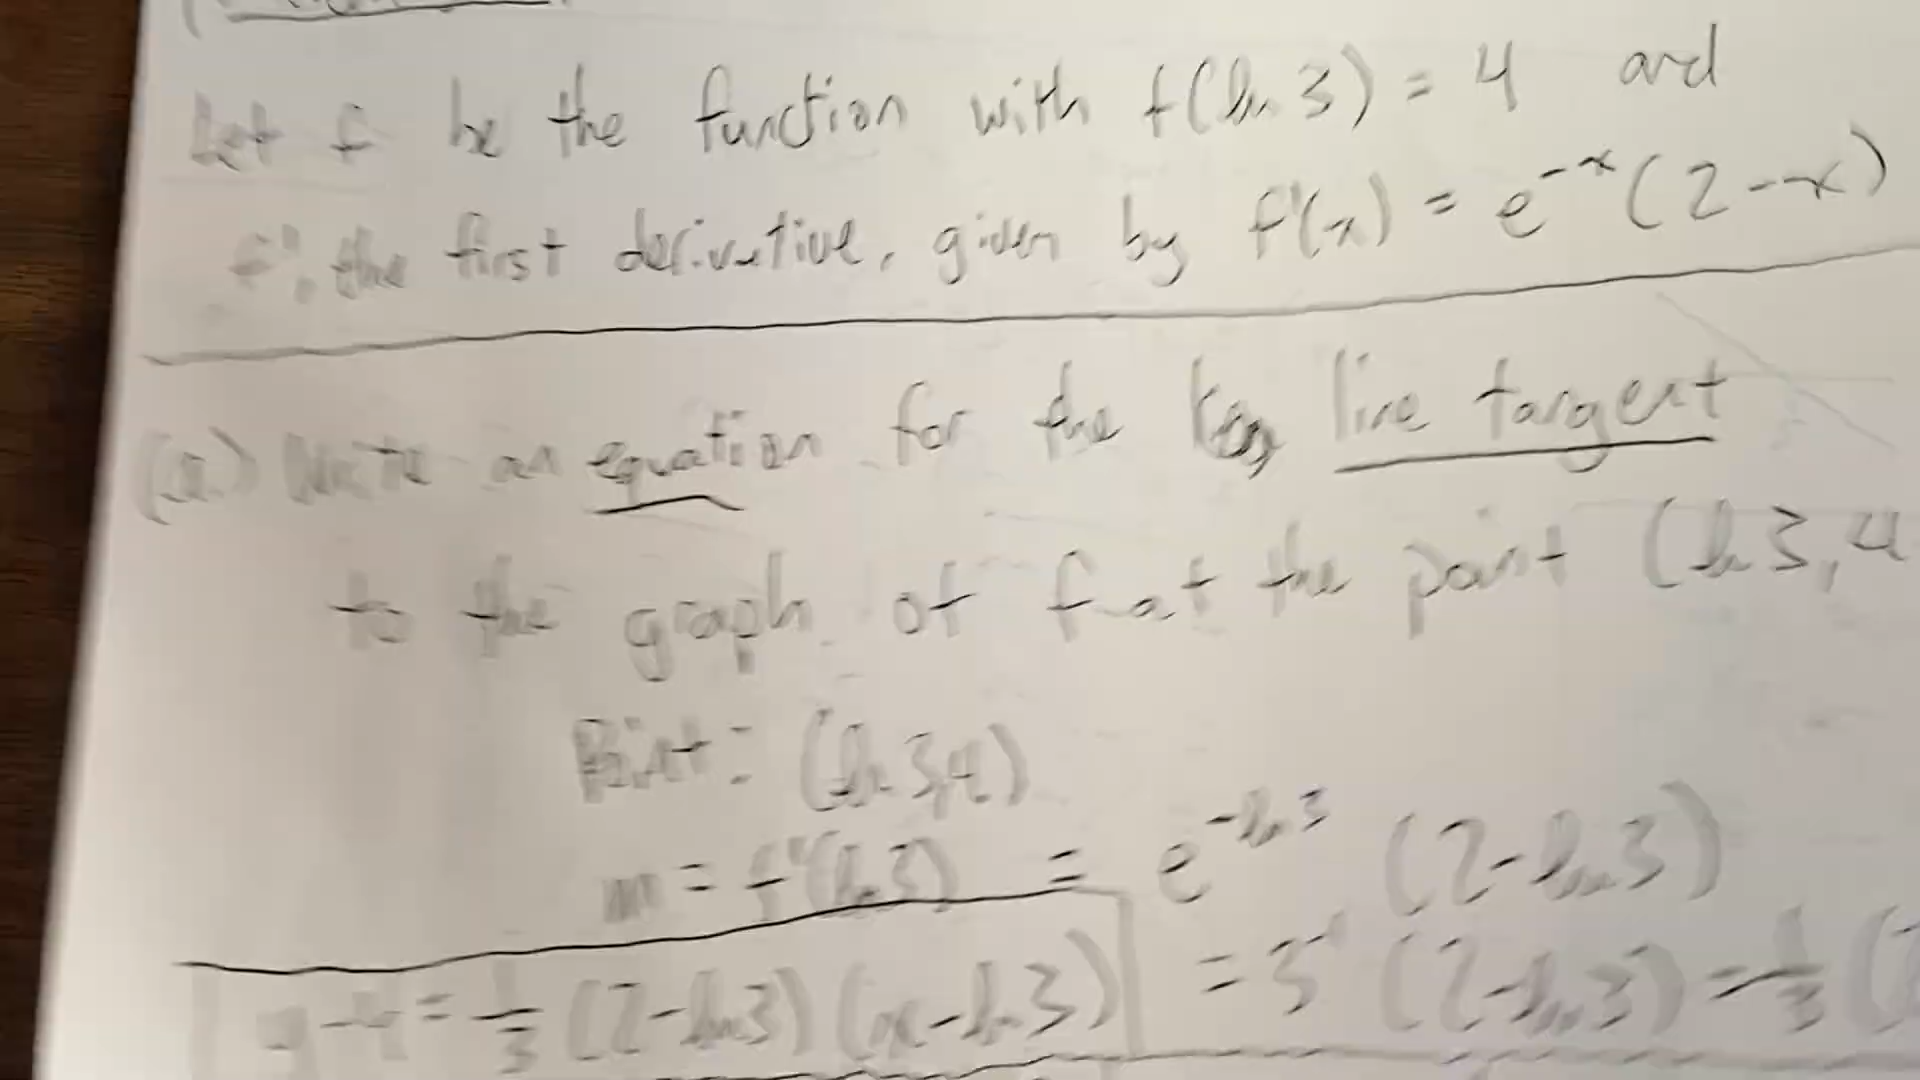 Let f be the function with f(ln 3) = 4 and
f', the first derivative, given by f'(x) = e^-x (2-x)
(a.) Write an equation for the line tangent
to the graph of f at the point (ln 3, 4
Point: (ln 3, 4)
m = f'(ln 3) = e^-ln 3 (2-ln 3)
= 3^-1 (2-ln 3) = 1/3 (2
y-4 = 1/3 (2-ln 3)(x-ln 3)